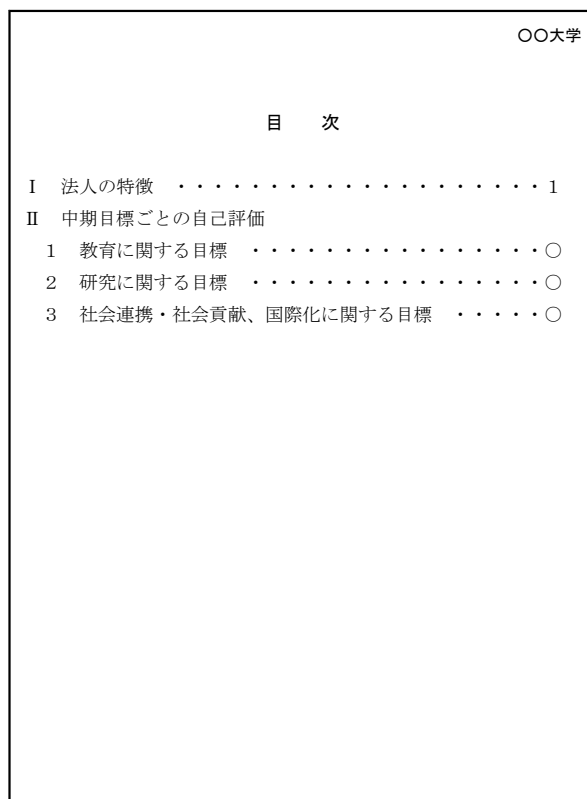 〇〇大学
目　　次
Ⅰ　法人の特徴　・・・・・・・・・・・・・・・・・・・・１
Ⅱ　中期目標ごとの自己評価
１　教育に関する目標　・・・・・・・・・・・・・・・・〇
２　研究に関する目標　・・・・・・・・・・・・・・・・〇
３　社会連携・社会貢献、国際化に関する目標　・・・・・〇